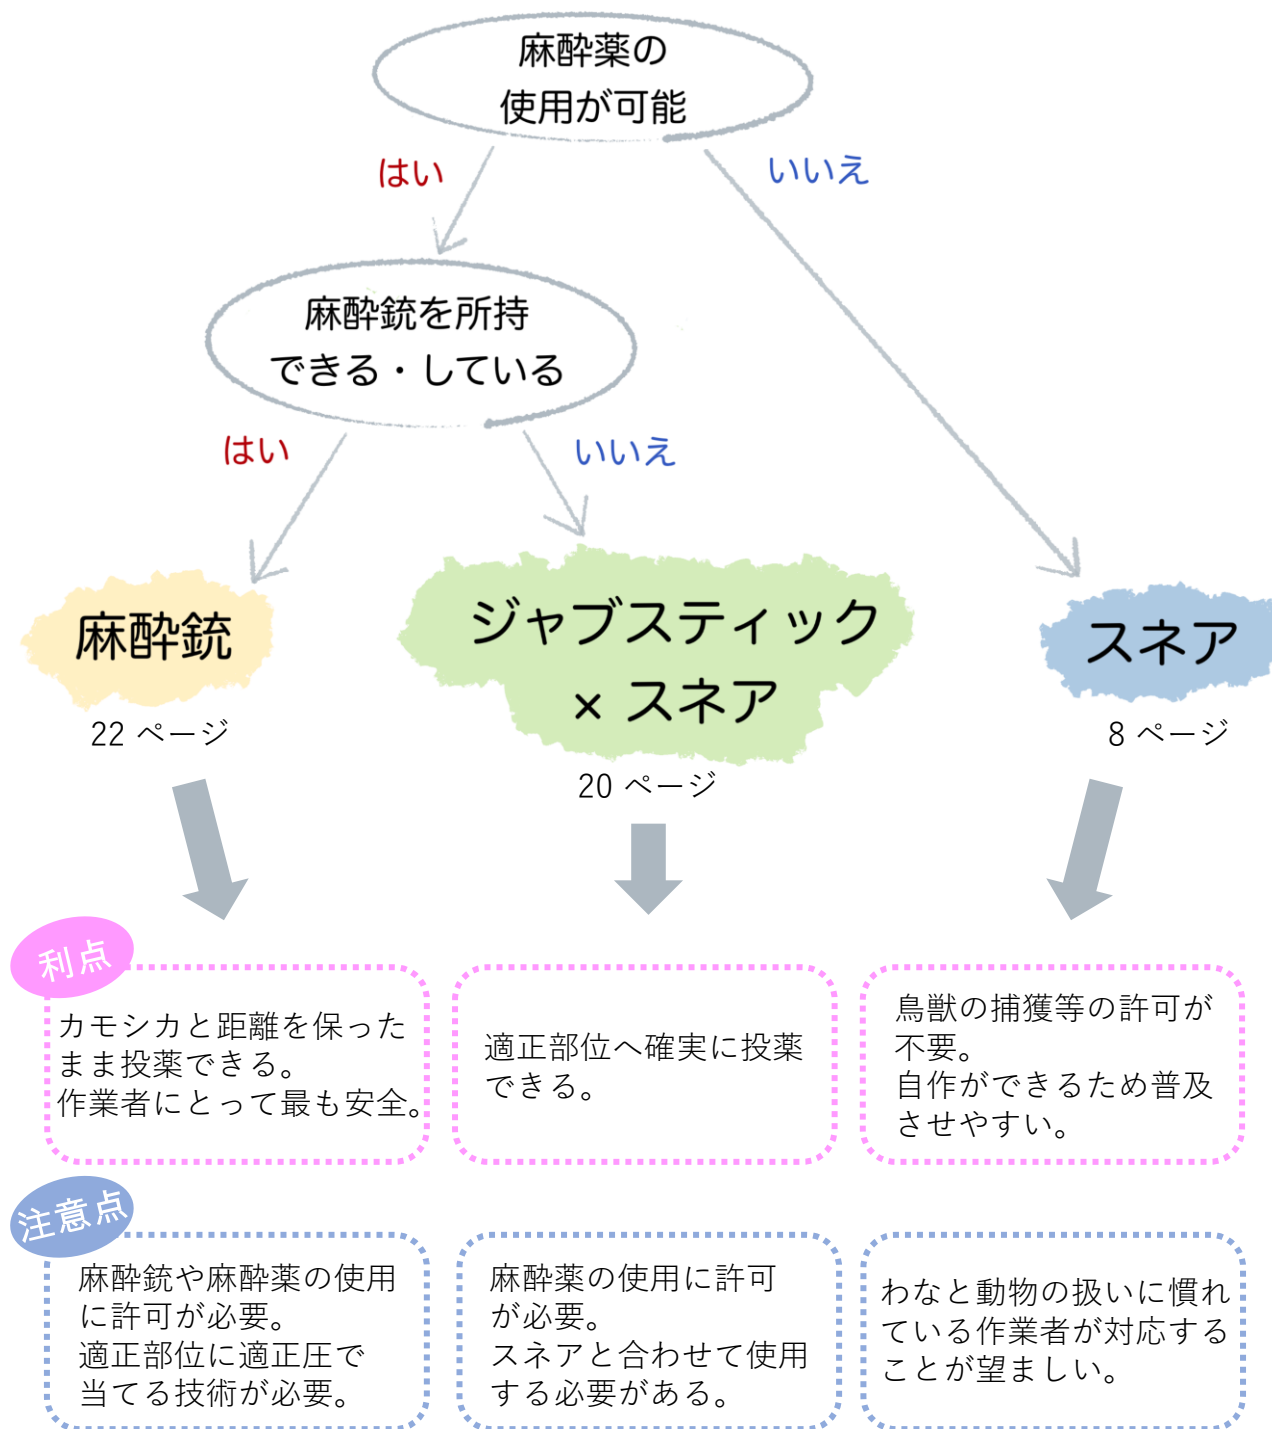 麻酔薬の
使用が可能
はい
いいえ
麻酔銃を所持
できる・している
はい
いいえ
麻酔銃
22 ページ
ジャブスティック
× スネア
20 ページ
スネア
8 ページ
利点
カモシカと距離を保った
まま投薬できる。
作業者にとって最も安全。
適正部位へ確実に投薬
できる。
鳥獣の捕獲等の許可が
不要。
自作ができるため普及
させやすい。
注意点
麻酔銃や麻酔薬の使用
に許可が必要。
適正部位に適正圧で
当てる技術が必要。
麻酔薬の使用に許可
が必要。
スネアと合わせて使用
する必要がある。
わなと動物の扱いに慣れ
ている作業者が対応する
ことが望ましい。